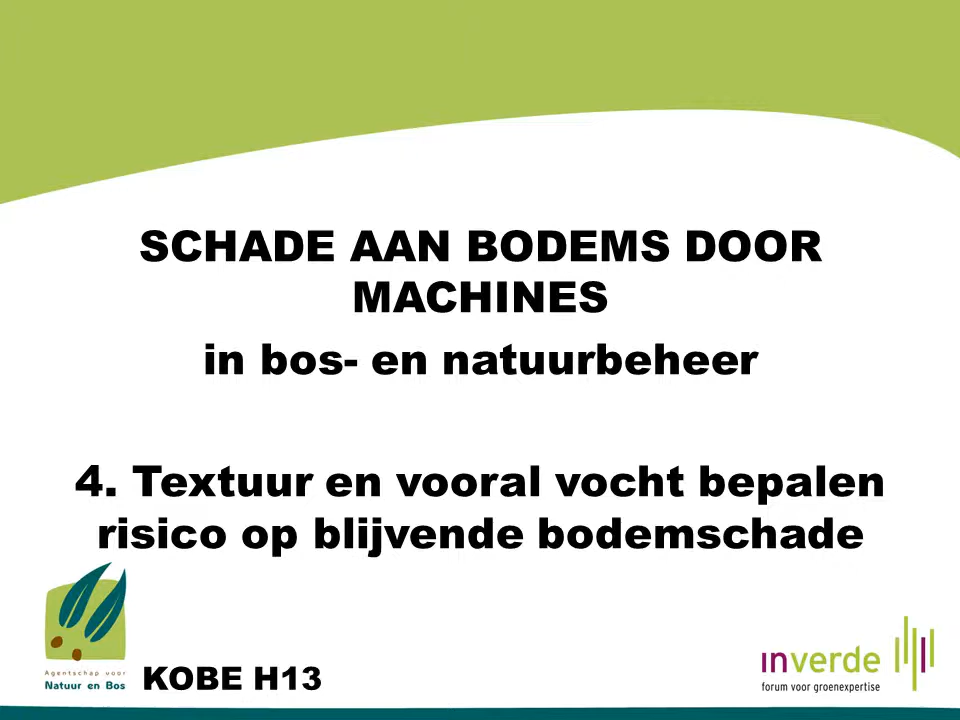 SCHADE AAN BODEMS DOOR
MACHINES
in bos- en natuurbeheer
4. Textuur en vooral vocht bepalen
risico op blijvende bodemschade
Agentschap voor
Natuur en Bos
KOBE H13
inverde
forum voor groenexpertise